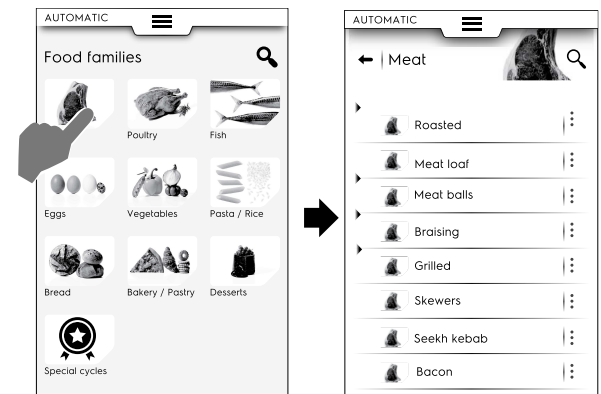 AUTOMATIC
Food families
Poultry
Fish
Eggs
Vegetables
Pasta / Rice
Bread
Bakery / Pastry
Desserts
Special cycles
AUTOMATIC
Meat
Roasted
Meat loaf
Meat balls
Braising
Grilled
Skewers
Seekh kebab
Bacon